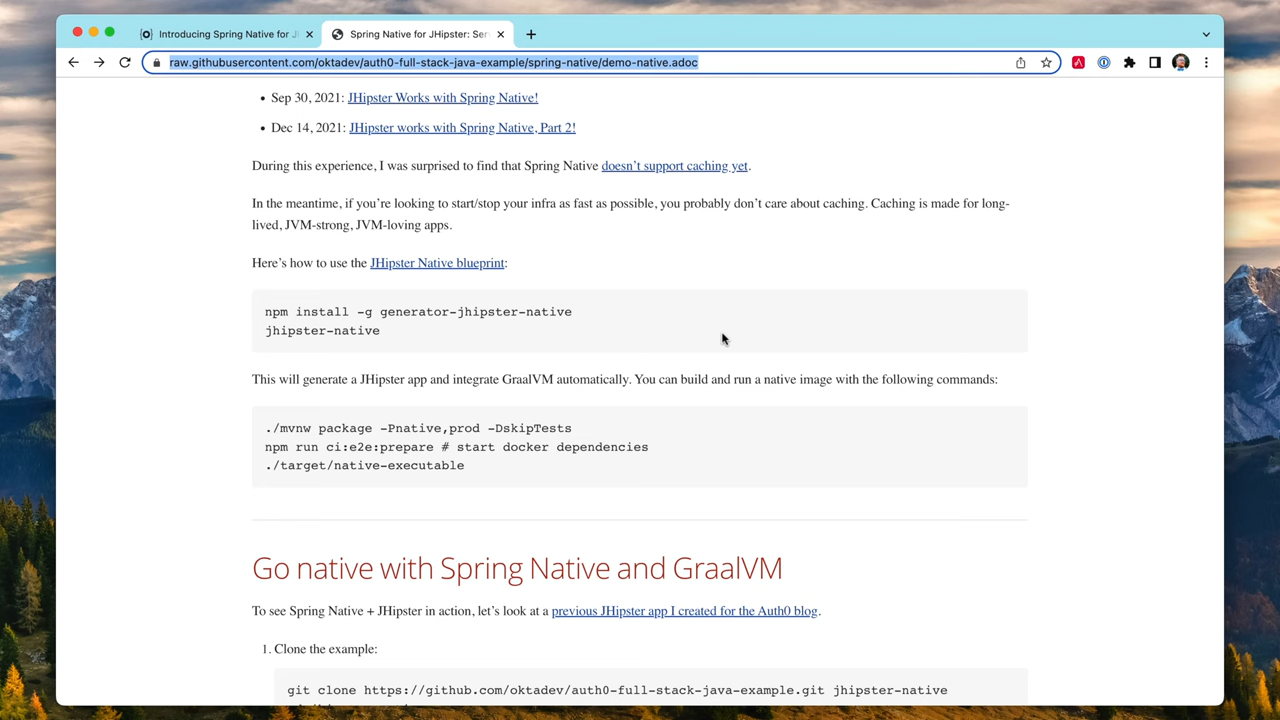 Introducing Spring Native for J
Spring Native for JHipster: Ser
raw.githubusercontent.com/oktadev/auth0-full-stack-java-example/spring-native/demo-native.adoc
• Sep 30, 2021: JHipster Works with Spring Native!
• Dec 14, 2021: JHipster works with Spring Native, Part 2!
During this experience, I was surprised to find that Spring Native doesn’t support caching yet.
In the meantime, if you’re looking to start/stop your infra as fast as possible, you probably don’t care about caching. Caching is made for long-
lived, JVM-strong, JVM-loving apps.
Here’s how to use the JHipster Native blueprint:
npm install -g generator-jhipster-native
jhipster-native
This will generate a JHipster app and integrate GraalVM automatically. You can build and run a native image with the following commands:
./mvnw package -Pnative,prod -DskipTests
npm run ci:e2e:prepare # start docker dependencies
./target/native-executable
Go native with Spring Native and GraalVM
To see Spring Native + JHipster in action, let’s look at a previous JHipster app I created for the Auth0 blog.
1. Clone the example:
git clone https://github.com/oktadev/auth0-full-stack-java-example.git jhipster-native